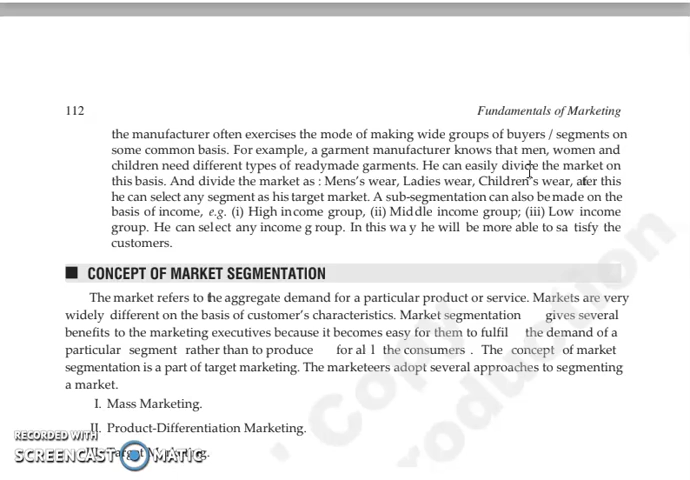 112
Fundamentals of Marketing
the manufacturer often exercises the mode of making wide groups of buyers / segments on
some common basis. For example, a garment manufacturer knows that men, women and
children need different types of readymade garments. He can easily divide the market on
this basis. And divide the market as : Mens's wear, Ladies wear, Children's wear, after this
he can select any segment as his target market. A sub-segmentation can also be made on the
basis of income, e.g. (i) High income group, (ii) Middle income group; (iii) Low income
group. He can select any income g roup. In this wa y he will be more able to sa tisfy the
customers.
■ CONCEPT OF MARKET SEGMENTATION
The market refers to the aggregate demand for a particular product or service. Markets are very
widely different on the basis of customer's characteristics. Market segmentation gives several
benefits to the marketing executives because it becomes easy for them to fulfil the demand of a
particular segment rather than to produce for al l the consumers . The concept of market
segmentation is a part of target marketing. The marketeers adopt several approaches to segmenting
a market.
I. Mass Marketing.
II. Product-Differentiation Marketing.
RECORDED WITH
SCREENCAST MATIC
Copy
roduction